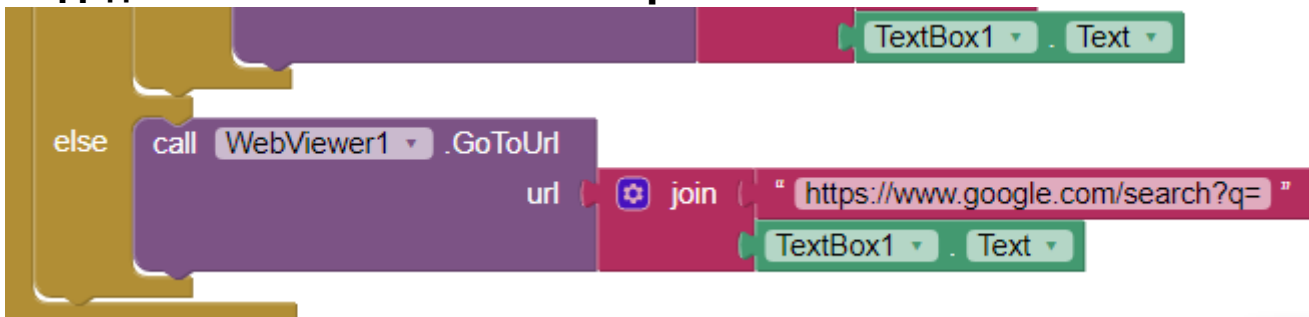 TextBox1 . Text
else call WebViewer1 .GoToUrl
url join " https://www.google.com/search?q= "
TextBox1 . Text